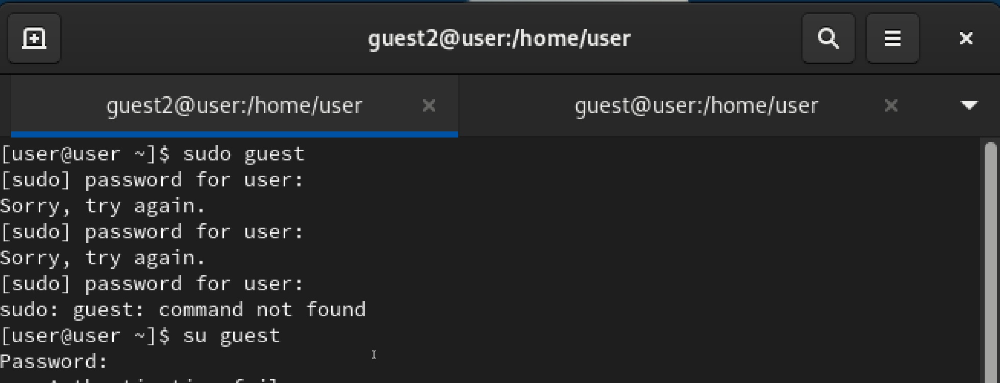 guest2@user:/home/user
guest2@user:/home/user
guest@user:/home/user
[user@user ~]$ sudo guest
[sudo] password for user:
Sorry, try again.
[sudo] password for user:
Sorry, try again.
[sudo] password for user:
sudo: guest: command not found
[user@user ~]$ su guest
Password: